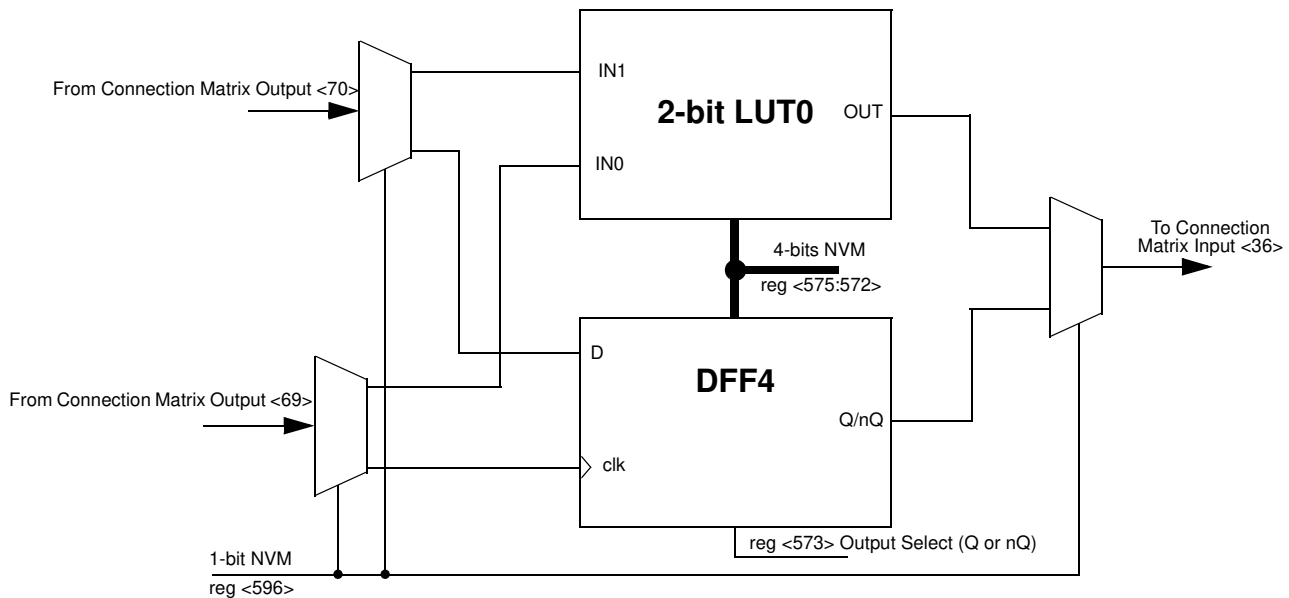 IN1
From Connection Matrix Output <70>
2-bit LUT0
OUT
IN0
To Connection
Matrix Input <36>
4-bits NVM
reg <575:572>
D
DFF4
From Connection Matrix Output <69>
Q/nQ
clk
reg <573> Output Select (Q or nQ)
1-bit NVM
reg <596>